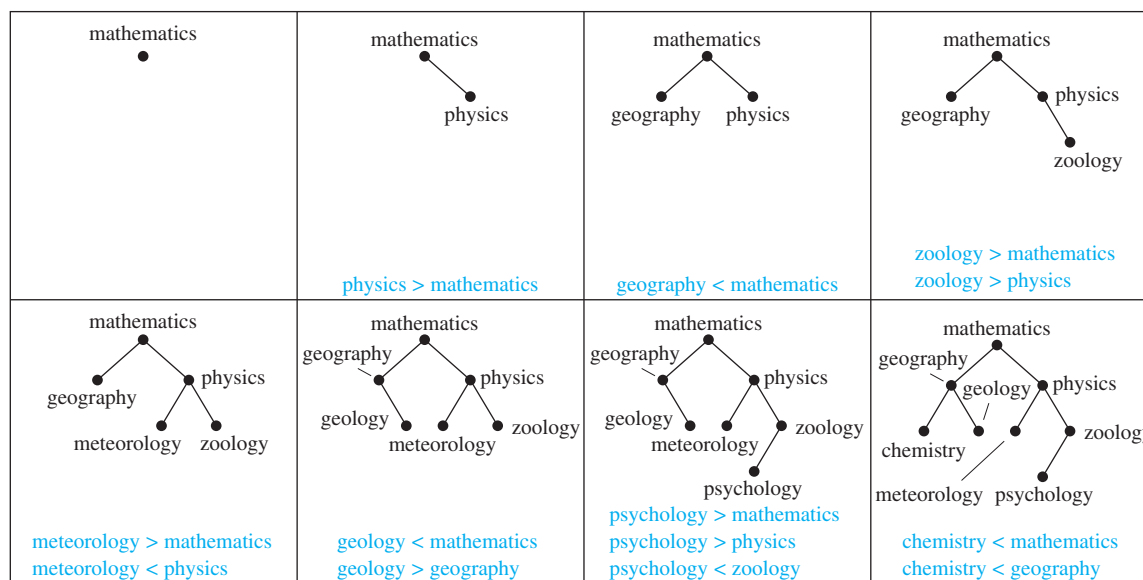 mathematics
mathematics
physics
physics > mathematics
mathematics
geography
physics
geography < mathematics
mathematics
physics
geography
zoology
zoology > mathematics
zoology > physics
mathematics
physics
geography
meteorology
zoology
meteorology > mathematics
meteorology < physics
mathematics
geography
physics
geology
meteorology
zoology
geology < mathematics
geology > geography
mathematics
geography
physics
geology
meteorology
zoology
psychology
psychology > mathematics
psychology > physics
psychology < zoology
mathematics
geography
geology
physics
chemistry
zoology
meteorology
psychology
chemistry < mathematics
chemistry < geography